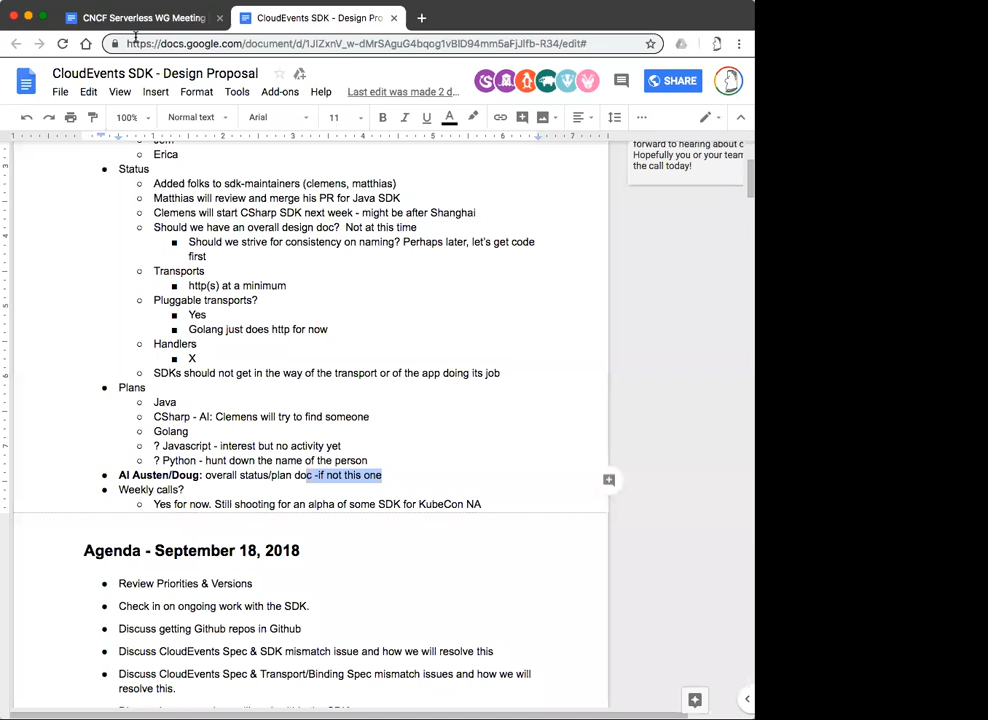 CNCF Serverless WG Meeting
CloudEvents SDK - Design Pro
https://docs.google.com/document/d/1JIZxnV_w-dMrSAguG4bqog1vBID94mm5aFjJlfb-R34/edit#
CloudEvents SDK - Design Proposal
File Edit View Insert Format Tools Add-ons Help Last edit was made 2 d...
SHARE
100% Normal text Arial 11 B I U A
1 1 2 3 4 5 6 7
forward to hearing about c
Hopefully you or your team
the call today!
Erica
Status
Added folks to sdk-maintainers (clemens, matthias)
Matthias will review and merge his PR for Java SDK
Clemens will start CSharp SDK next week - might be after Shanghai
Should we have an overall design doc? Not at this time
Should we strive for consistency on naming? Perhaps later, let's get code
first
Transports
http(s) at a minimum
Pluggable transports?
Yes
Golang just does http for now
Handlers
X
SDKs should not get in the way of the transport or of the app doing its job
Plans
Java
CSharp - AI: Clemens will try to find someone
Golang
? Javascript - interest but no activity yet
? Python - hunt down the name of the person
AI Austen/Doug: overall status/plan doc -if not this one
Weekly calls?
Yes for now. Still shooting for an alpha of some SDK for KubeCon NA
Agenda - September 18, 2018
Review Priorities & Versions
Check in on ongoing work with the SDK.
Discuss getting Github repos in Github
Discuss CloudEvents Spec & SDK mismatch issue and how we will resolve this
Discuss CloudEvents Spec & Transport/Binding Spec mismatch issues and how we will
resolve this.